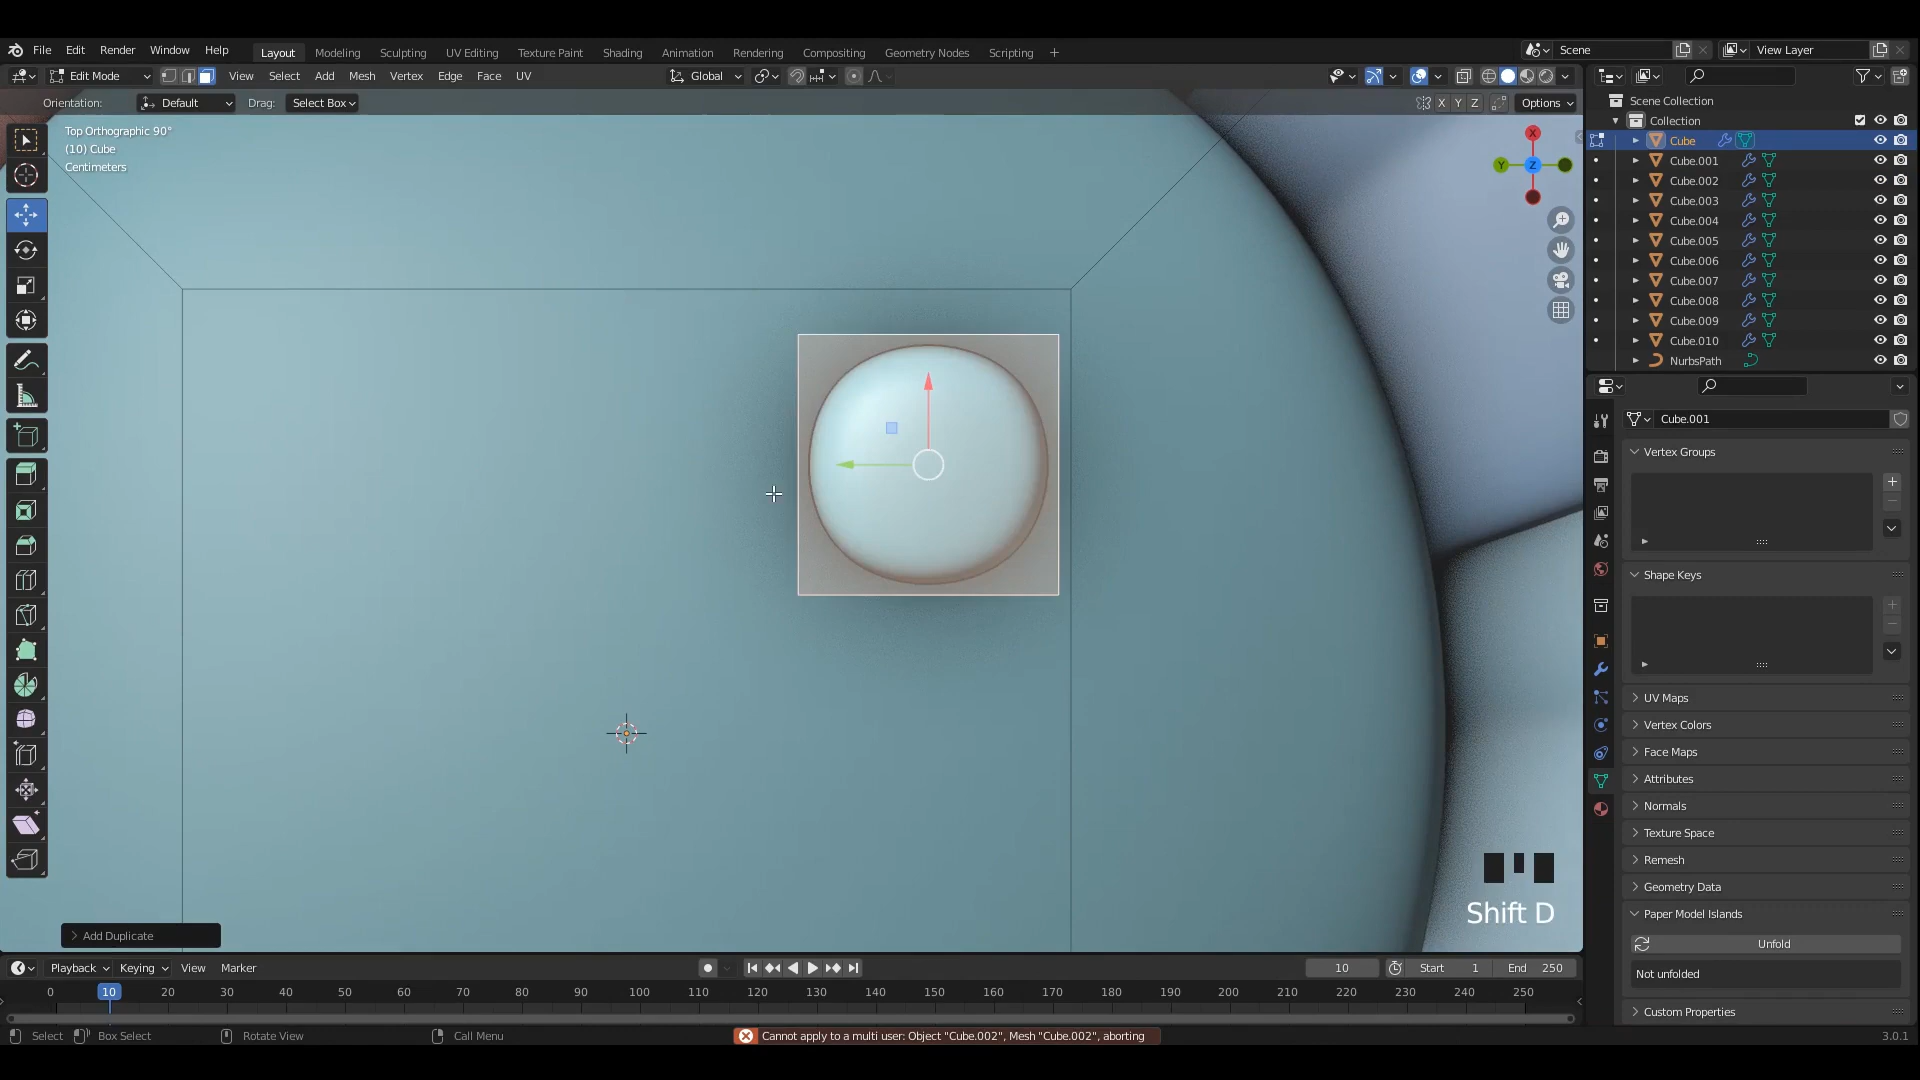 File Edit Render Window Help Layout Modeling Sculpting UV Editing Texture Paint Shading Animation Rendering Compositing Geometry Nodes Scripting + Scene View Layer
Edit Mode View Select Add Mesh Vertex Edge Face UV Global
Orientation: Default Drag: Select Box X Y Z Options
Top Orthographic 90°
(10) Cube
Centimeters
X
Y
Z
Scene Collection
Collection
Cube
Cube.001
Cube.002
Cube.003
Cube.004
Cube.005
Cube.006
Cube.007
Cube.008
Cube.009
Cube.010
NurbsPath
Cube.001
Vertex Groups
Shape Keys
UV Maps
Vertex Colors
Face Maps
Attributes
Normals
Texture Space
Remesh
Geometry Data
Paper Model Islands
Unfold
Not unfolded
Custom Properties
Shift D
Add Duplicate
Playback Keying View Marker 10 Start 1 End 250
0 10 20 30 40 50 60 70 80 90 100 110 120 130 140 150 160 170 180 190 200 210 220 230 240 250
Select Box Select Rotate View Call Menu Cannot apply to a multi user: Object "Cube.002", Mesh "Cube.002", aborting 3.0.1